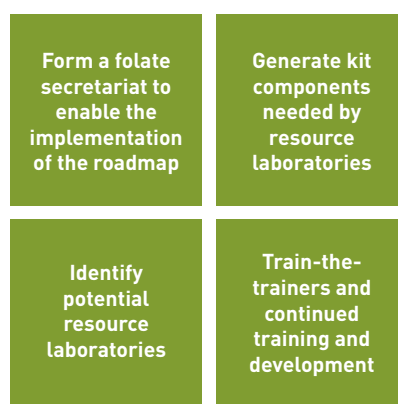 Form a folate
secretariat to
enable the
implementation
of the roadmap
Generate kit
components
needed by
resource
laboratories
Identify
potential
resource
laboratories
Train-the-
trainers and
continued
training and
development